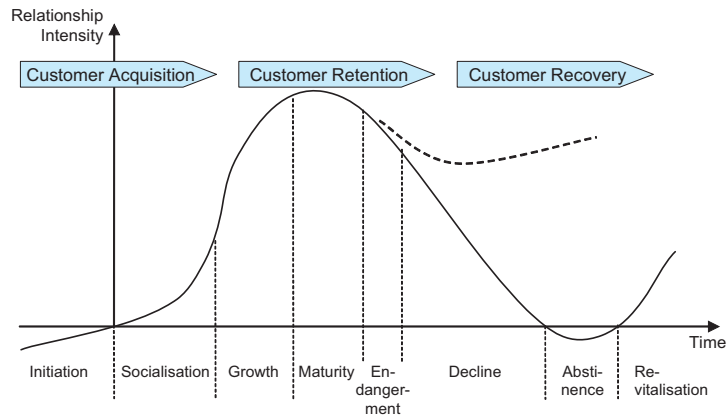 Relationship
Intensity
Customer Acquisition
Customer Retention
Customer Recovery
Time
Initiation
Socialisation
Growth
Maturity
En-
danger-
ment
Decline
Absti-
nence
Re-
vitalisation